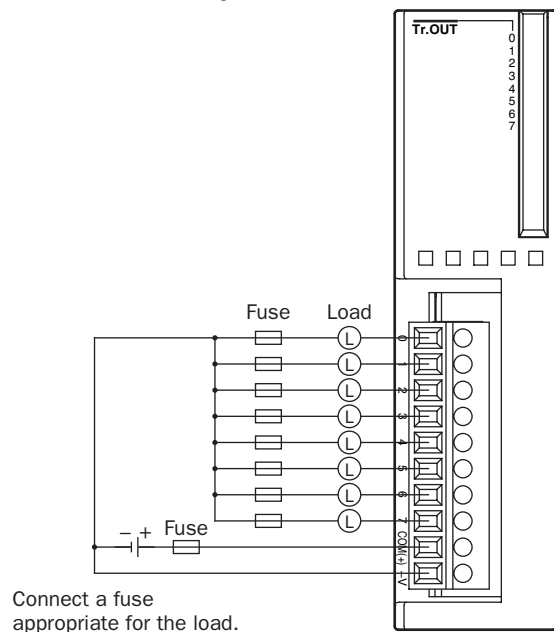 Tr.OUT
0
1
2
3
4
5
6
7
Fuse Load
L 0
L 1
L 2
L 3
L 4
L 5
L 6
L 7
− + Fuse COM(+)
−V
Connect a fuse
appropriate for the load.